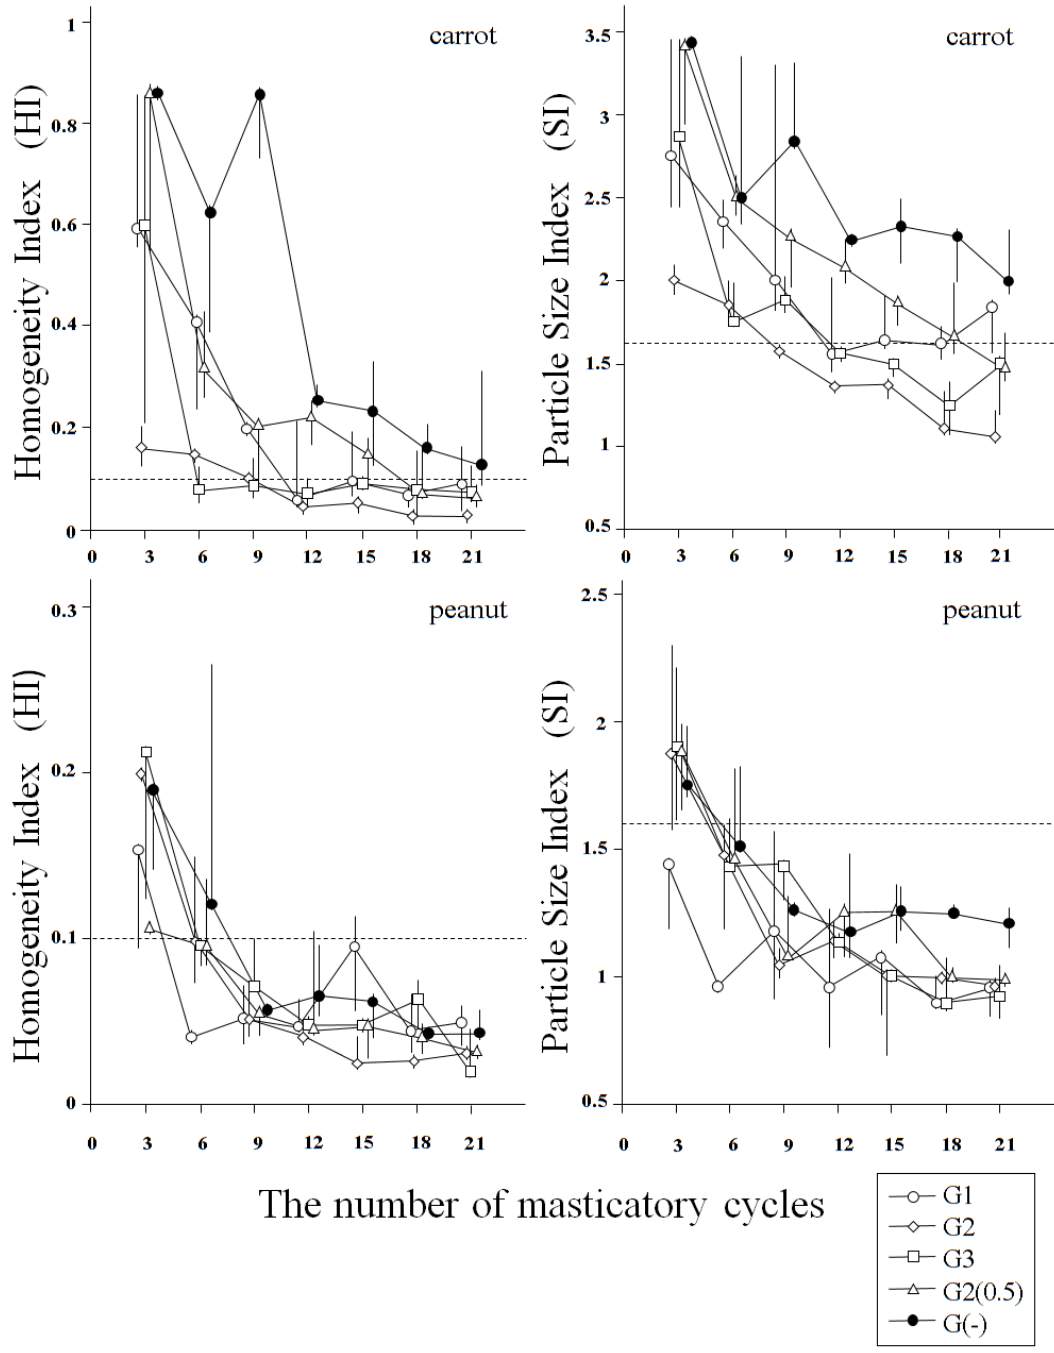 carrot
Homogeneity Index (HI)
1
0.8
0.6
0.4
0.2
0
0 3 6 9 12 15 18 21
carrot
Particle Size Index (SI)
3.5
3
2.5
2
1.5
1
0.5
0 3 6 9 12 15 18 21
peanut
Homogeneity Index (HI)
0.3
0.2
0.1
0
0 3 6 9 12 15 18 21
peanut
Particle Size Index (SI)
2.5
2
1.5
1
0.5
0 3 6 9 12 15 18 21
The number of masticatory cycles
G1
G2
G3
G2(0.5)
G(-)